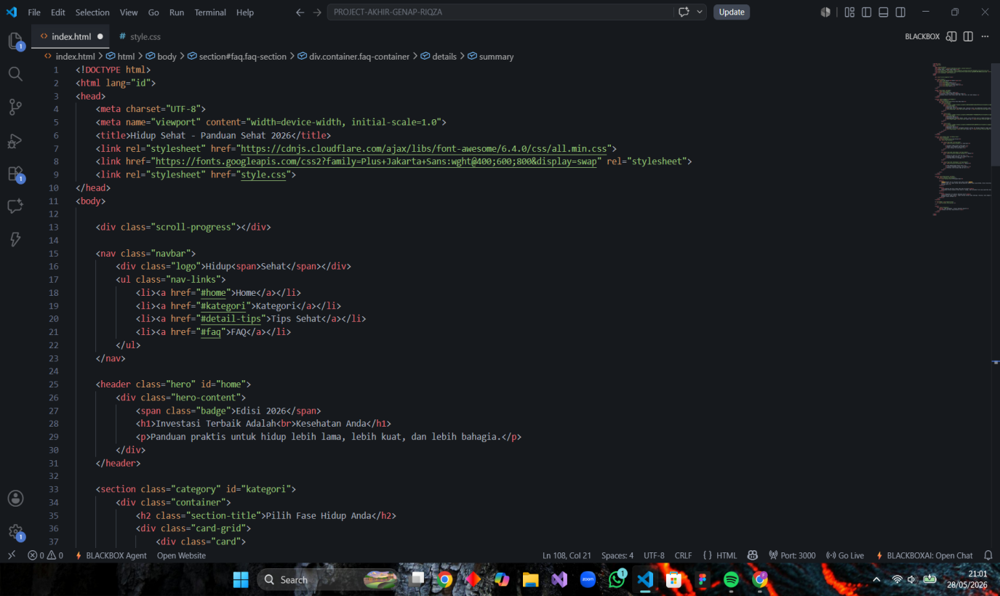 File Edit Selection View Go Run Terminal Help
PROJECT-AKHIR-GENAP-RIQZA
Update
index.html
# style.css
BLACKBOX
index.html > html > body > section#faq.faq-section > div.container.faq-container > details > summary
1 <!DOCTYPE html>
2 <html lang="id">
3 <head>
4 <meta charset="UTF-8">
5 <meta name="viewport" content="width=device-width, initial-scale=1.0">
6 <title>Hidup Sehat - Panduan Sehat 2026</title>
7 <link rel="stylesheet" href="https://cdnjs.cloudflare.com/ajax/libs/font-awesome/6.4.0/css/all.min.css">
8 <link href="https://fonts.googleapis.com/css2?family=Plus+Jakarta+Sans:wght@400;600;800&display=swap" rel="stylesheet">
9 <link rel="stylesheet" href="style.css">
10 </head>
11 <body>
12
13 <div class="scroll-progress"></div>
14
15 <nav class="navbar">
16 <div class="logo">Hidup<span>Sehat</span></div>
17 <ul class="nav-links">
18 <li><a href="#home">Home</a></li>
19 <li><a href="#kategori">Kategori</a></li>
20 <li><a href="#detail-tips">Tips Sehat</a></li>
21 <li><a href="#faq">FAQ</a></li>
22 </ul>
23 </nav>
24
25 <header class="hero" id="home">
26 <div class="hero-content">
27 <span class="badge">Edisi 2026</span>
28 <h1>Investasi Terbaik Adalah<br>Kesehatan Anda</h1>
29 <p>Panduan praktis untuk hidup lebih lama, lebih kuat, dan lebih bahagia.</p>
30 </div>
31 </header>
32
33 <section class="category" id="kategori">
34 <div class="container">
35 <h2 class="section-title">Pilih Fase Hidup Anda</h2>
36 <div class="card-grid">
37 <div class="card">
1
1
1
0 0 BLACKBOX Agent Open Website Ln 108, Col 21 Spaces: 4 UTF-8 CRLF {} HTML Port: 3000 Go Live BLACKBOXAI: Open Chat
Search
zoom
1
F
21:01
28/05/2026